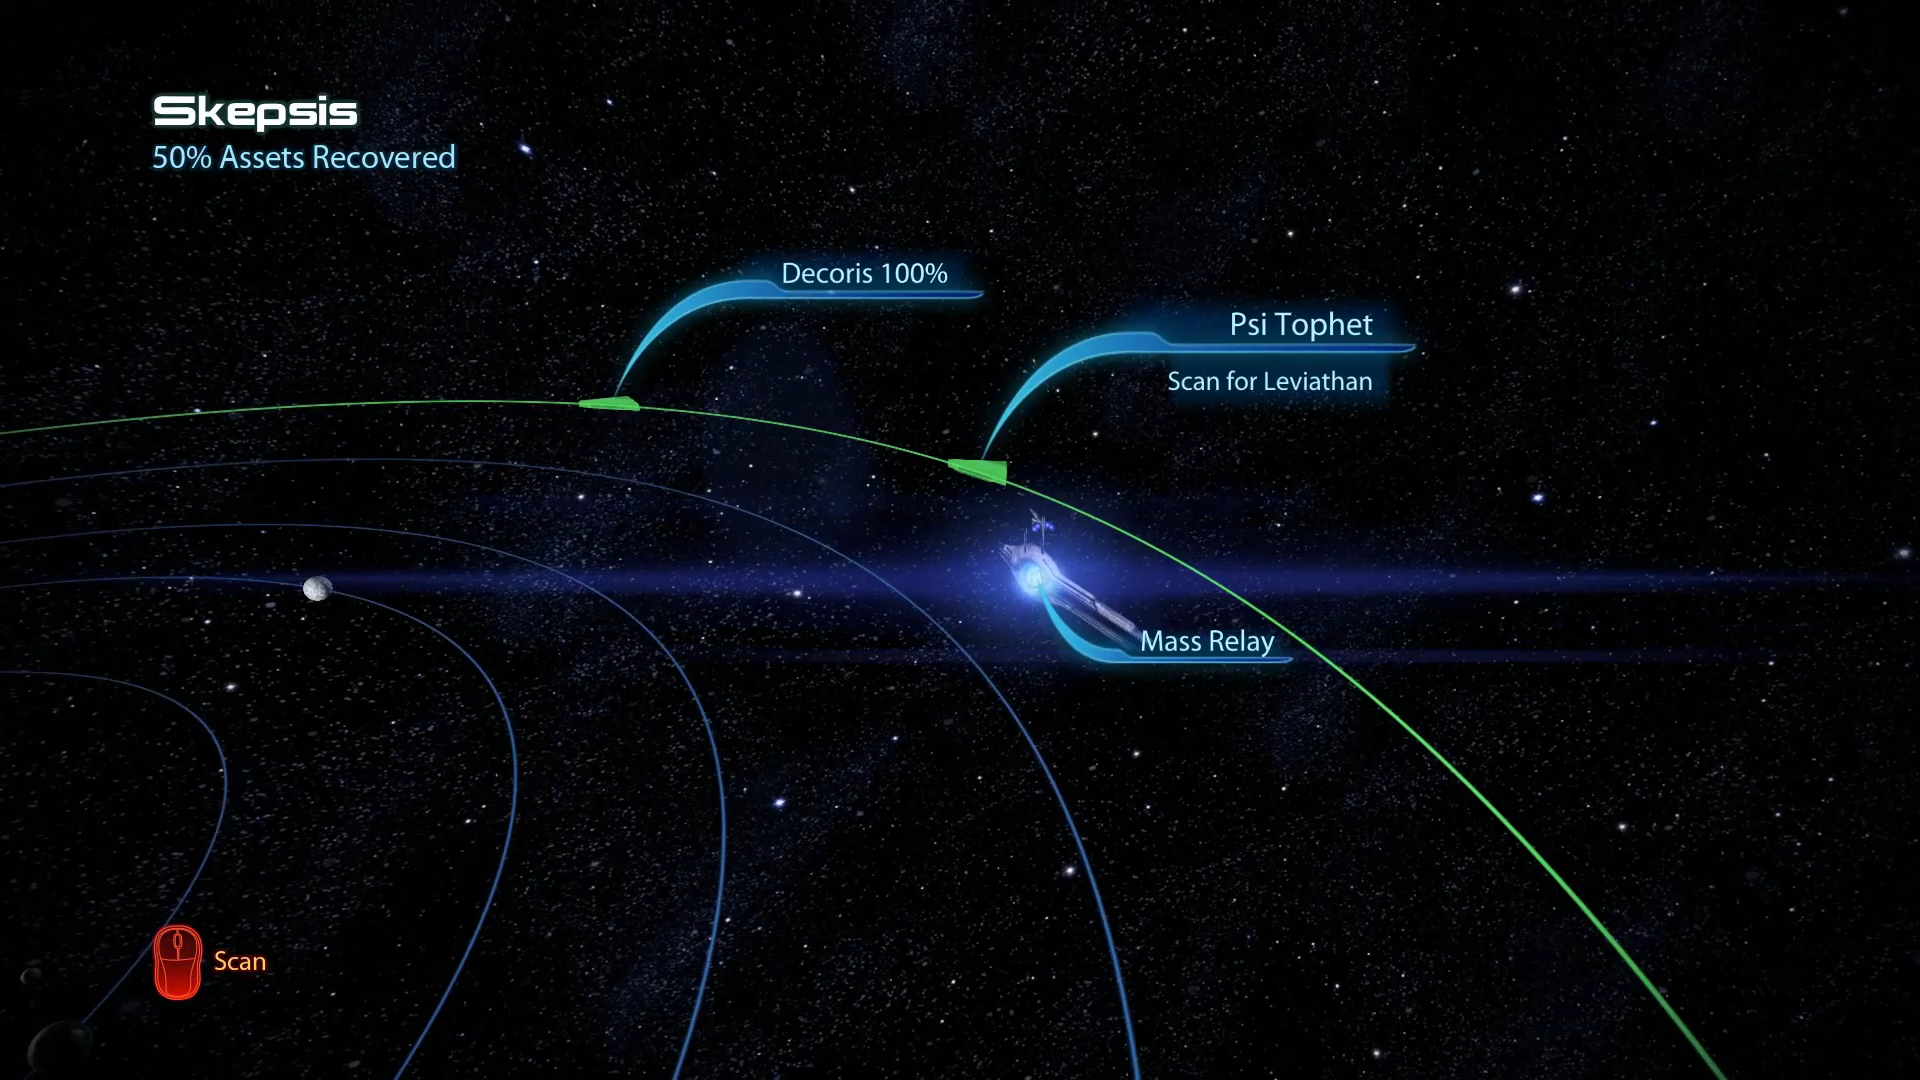 Skepsis
50% Assets Recovered
Decoris 100%
Psi Tophet
Scan for Leviathan
Mass Relay
Scan